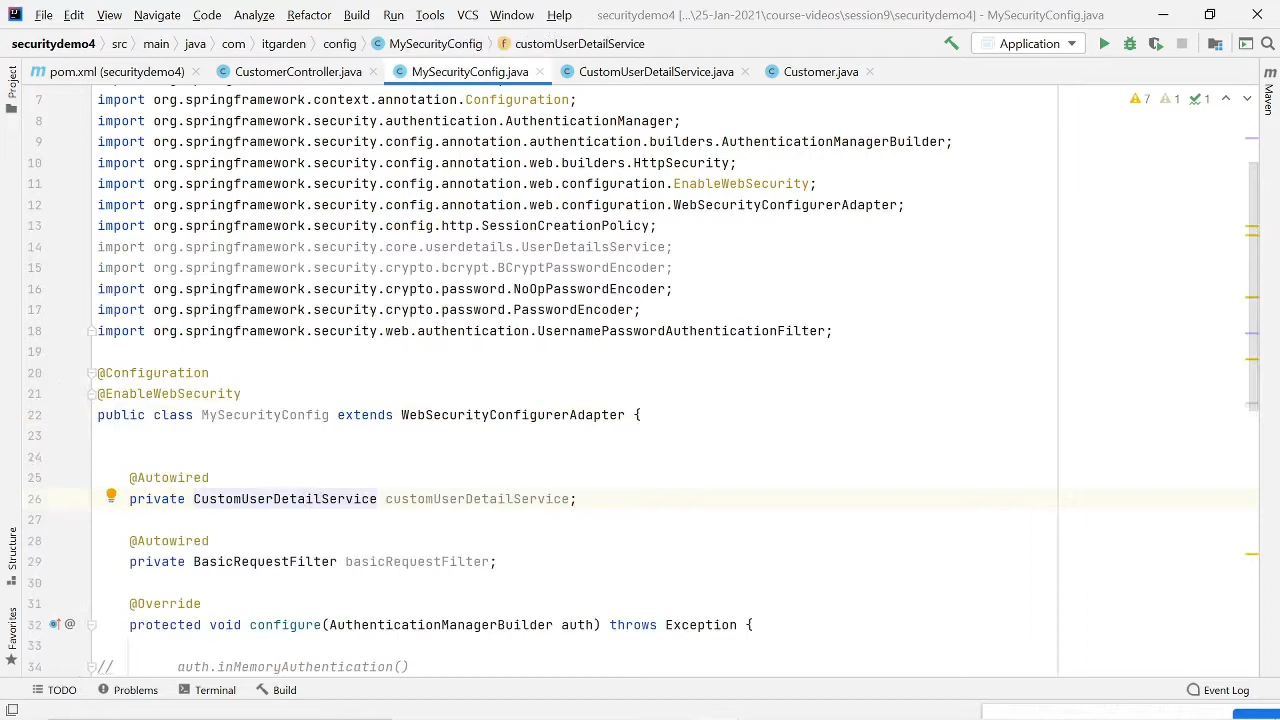 File Edit View Navigate Code Analyze Refactor Build Run Tools VCS Window Help securitydemo4 [...\25-Jan-2021\course-videos\session9\securitydemo4] - MySecurityConfig.java
securitydemo4 src main java com itgarden config MySecurityConfig customUserDetailService Application
Project
pom.xml (securitydemo4) CustomerController.java MySecurityConfig.java CustomUserDetailService.java Customer.java
Maven
7 1 1
7 import org.springframework.context.annotation.Configuration;
8 import org.springframework.security.authentication.AuthenticationManager;
9 import org.springframework.security.config.annotation.authentication.builders.AuthenticationManagerBuilder;
10 import org.springframework.security.config.annotation.web.builders.HttpSecurity;
11 import org.springframework.security.config.annotation.web.configuration.EnableWebSecurity;
12 import org.springframework.security.config.annotation.web.configuration.WebSecurityConfigurerAdapter;
13 import org.springframework.security.config.http.SessionCreationPolicy;
14 import org.springframework.security.core.userdetails.UserDetailsService;
15 import org.springframework.security.crypto.bcrypt.BCryptPasswordEncoder;
16 import org.springframework.security.crypto.password.NoOpPasswordEncoder;
17 import org.springframework.security.crypto.password.PasswordEncoder;
18 import org.springframework.security.web.authentication.UsernamePasswordAuthenticationFilter;
19
20 @Configuration
21 @EnableWebSecurity
22 public class MySecurityConfig extends WebSecurityConfigurerAdapter {
23
24
25 @Autowired
26 private CustomUserDetailService customUserDetailService;
27
28 @Autowired
29 private BasicRequestFilter basicRequestFilter;
30
31 @Override
32 protected void configure(AuthenticationManagerBuilder auth) throws Exception {
33
34 // auth.inMemoryAuthentication()
Structure
Favorites
TODO Problems Terminal Build Event Log